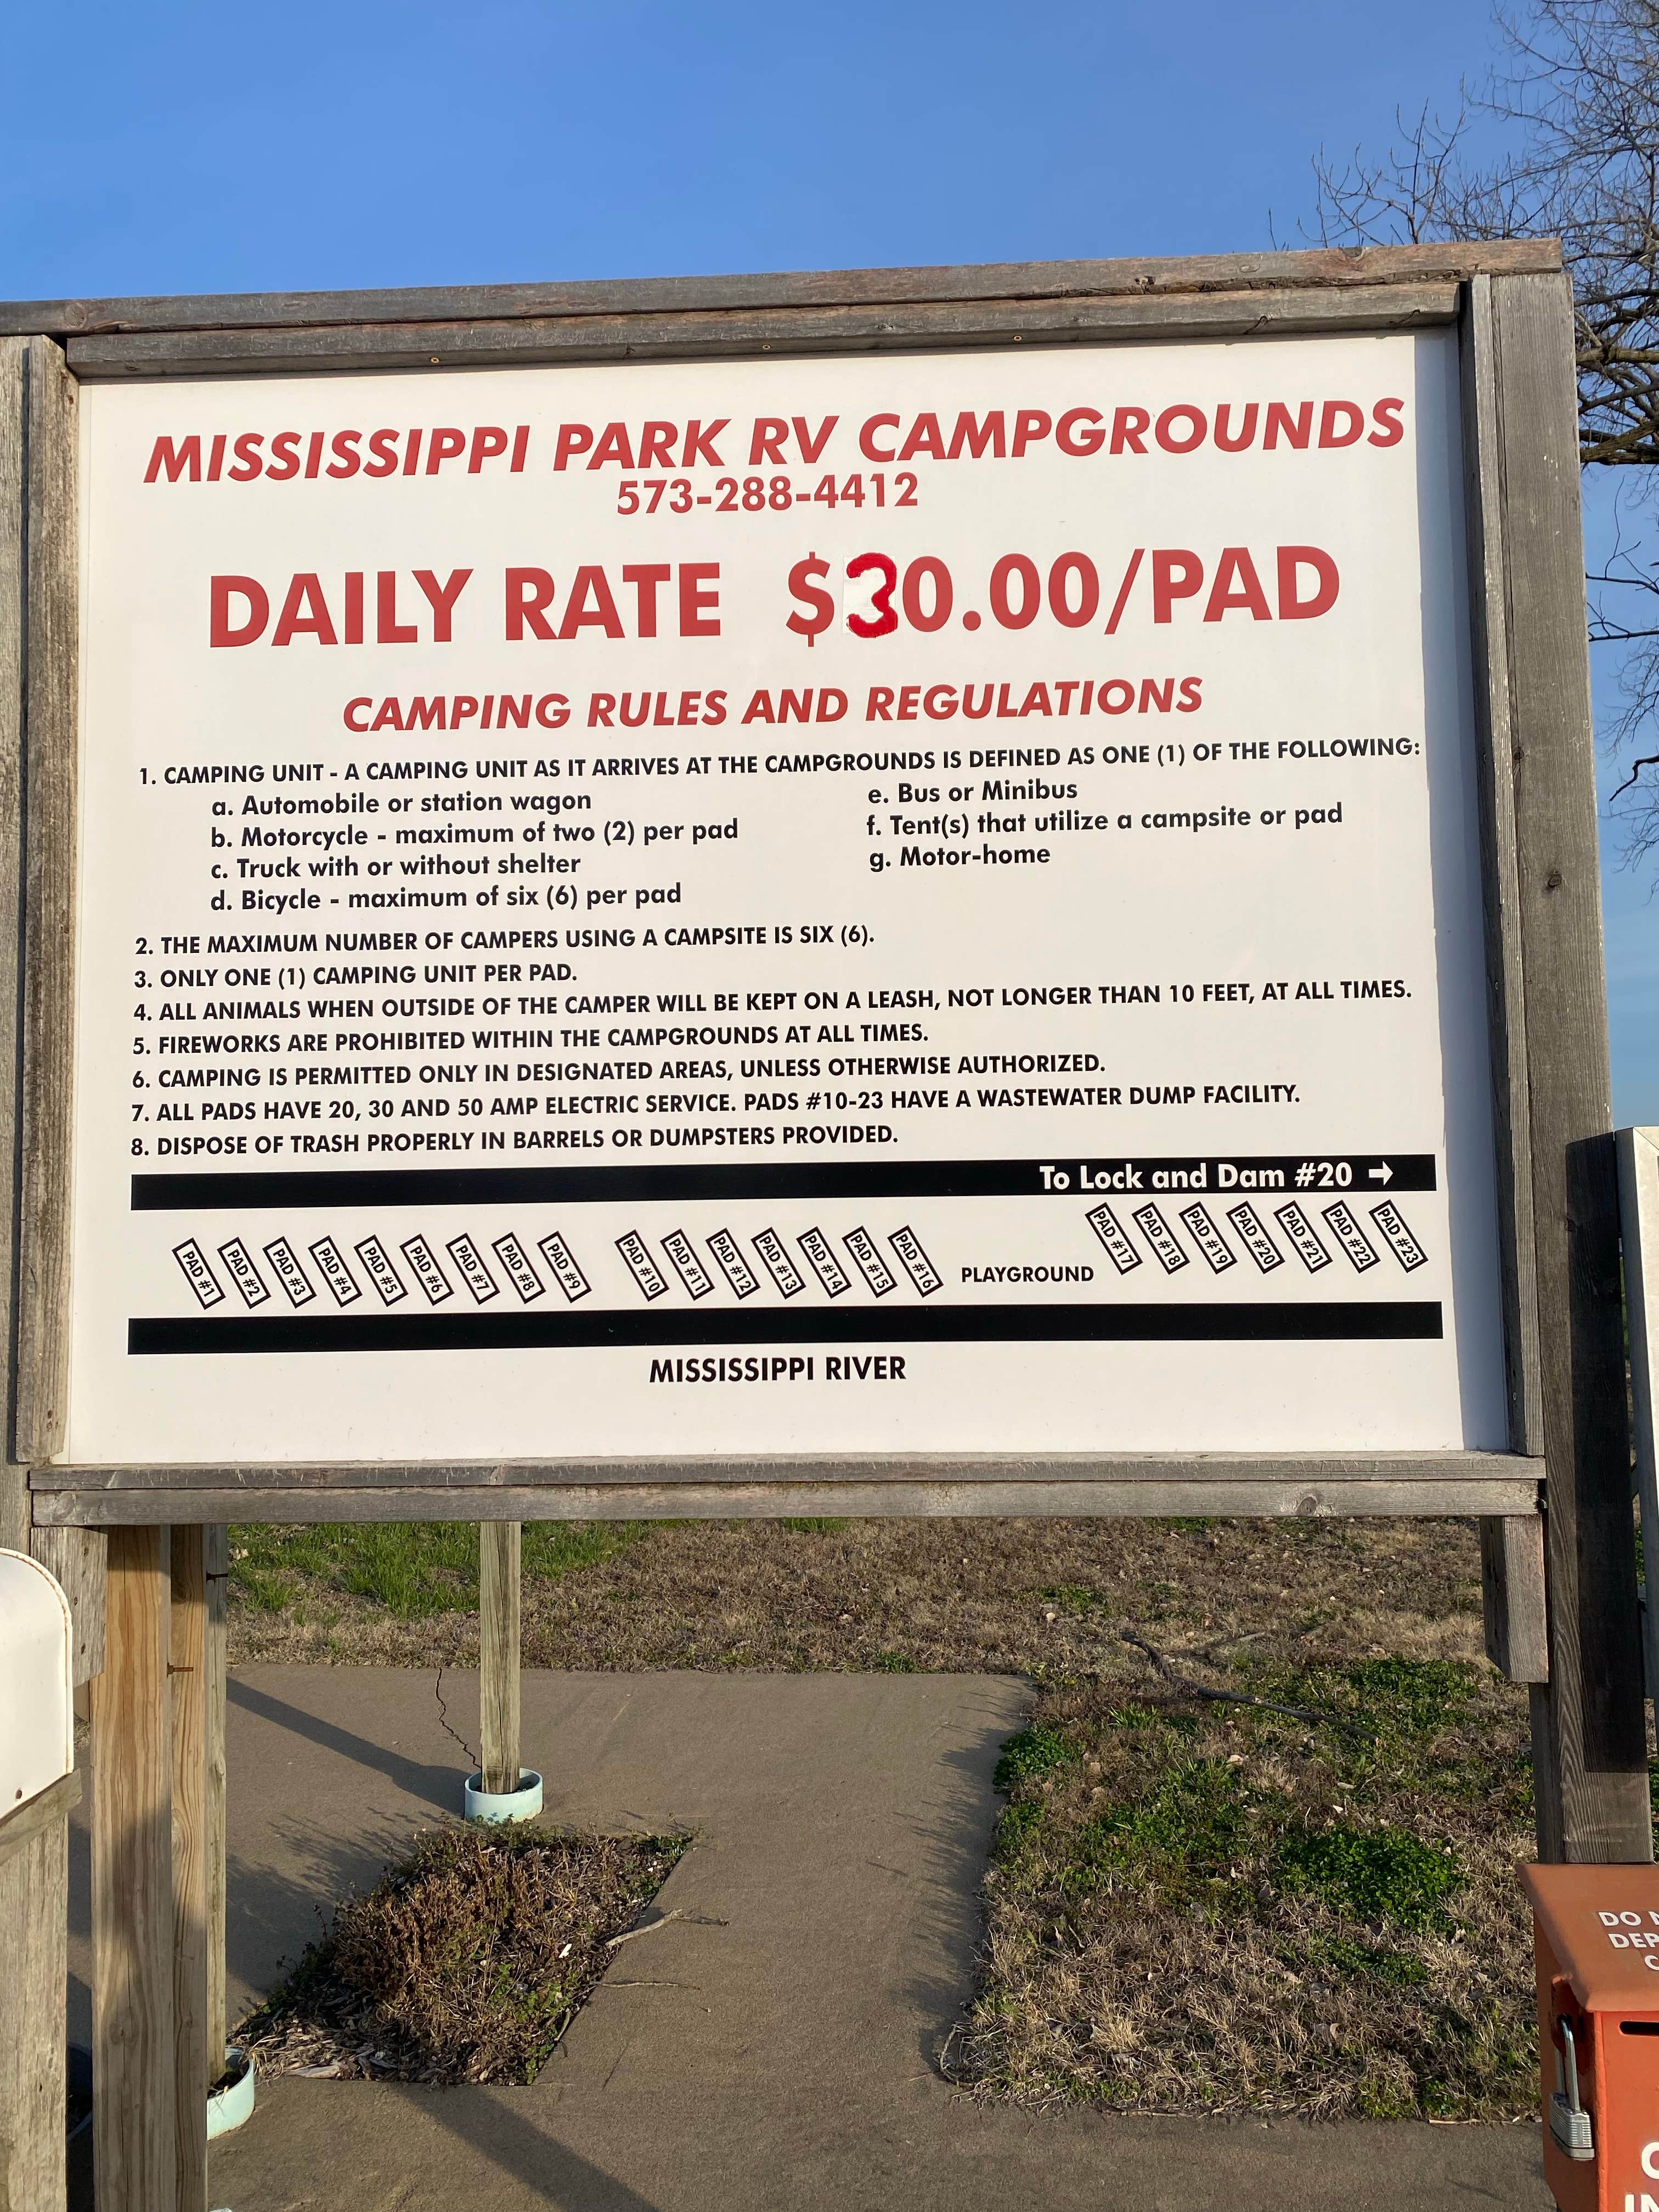 MISSISSIPPI PARK RV CAMPGROUNDS
573-288-4412
DAILY RATE $30.00/PAD
CAMPING RULES AND REGULATIONS
1. CAMPING UNIT - A CAMPING UNIT AS IT ARRIVES AT THE CAMPGROUNDS IS DEFINED AS ONE (1) OF THE FOLLOWING:
a. Automobile or station wagon
b. Motorcycle - maximum of two (2) per pad
c. Truck with or without shelter
d. Bicycle - maximum of six (6) per pad
e. Bus or Minibus
f. Tent(s) that utilize a campsite or pad
g. Motor-home
2. THE MAXIMUM NUMBER OF CAMPERS USING A CAMPSITE IS SIX (6).
3. ONLY ONE (1) CAMPING UNIT PER PAD.
4. ALL ANIMALS WHEN OUTSIDE OF THE CAMPER WILL BE KEPT ON A LEASH, NOT LONGER THAN 10 FEET, AT ALL TIMES.
5. FIREWORKS ARE PROHIBITED WITHIN THE CAMPGROUNDS AT ALL TIMES.
6. CAMPING IS PERMITTED ONLY IN DESIGNATED AREAS, UNLESS OTHERWISE AUTHORIZED.
7. ALL PADS HAVE 20, 30 AND 50 AMP ELECTRIC SERVICE. PADS #10-23 HAVE A WASTEWATER DUMP FACILITY.
8. DISPOSE OF TRASH PROPERLY IN BARRELS OR DUMPSTERS PROVIDED.
To Lock and Dam #20 →
PAD #1
PAD #2
PAD #3
PAD #4
PAD #5
PAD #6
PAD #7
PAD #8
PAD #9
PAD #10
PAD #11
PAD #12
PAD #13
PAD #14
PAD #15
PAD #16
PLAYGROUND
PAD #17
PAD #18
PAD #19
PAD #20
PAD #21
PAD #22
PAD #23
MISSISSIPPI RIVER
DO